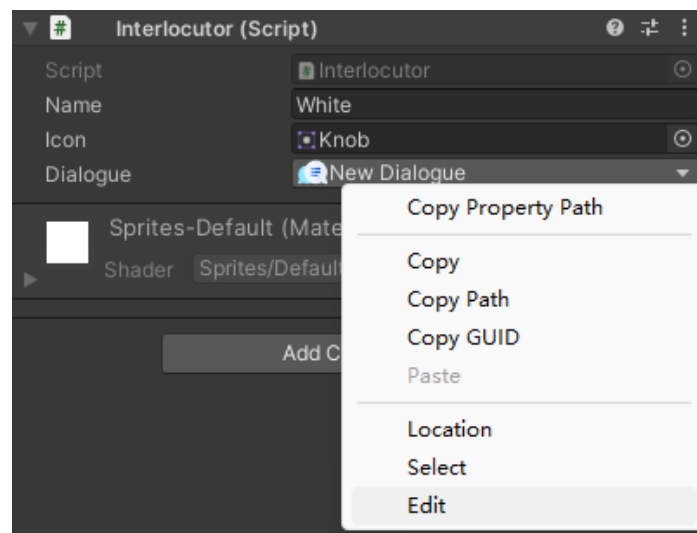 # Interlocutor (Script)
Script Interlocutor
Name White
Icon Knob
Dialogue New Dialogue
Copy Property Path
Sprites-Default (Mate
Copy
Shader Sprites/Default
Copy Path
Copy GUID
Add C
Paste
Location
Select
Edit